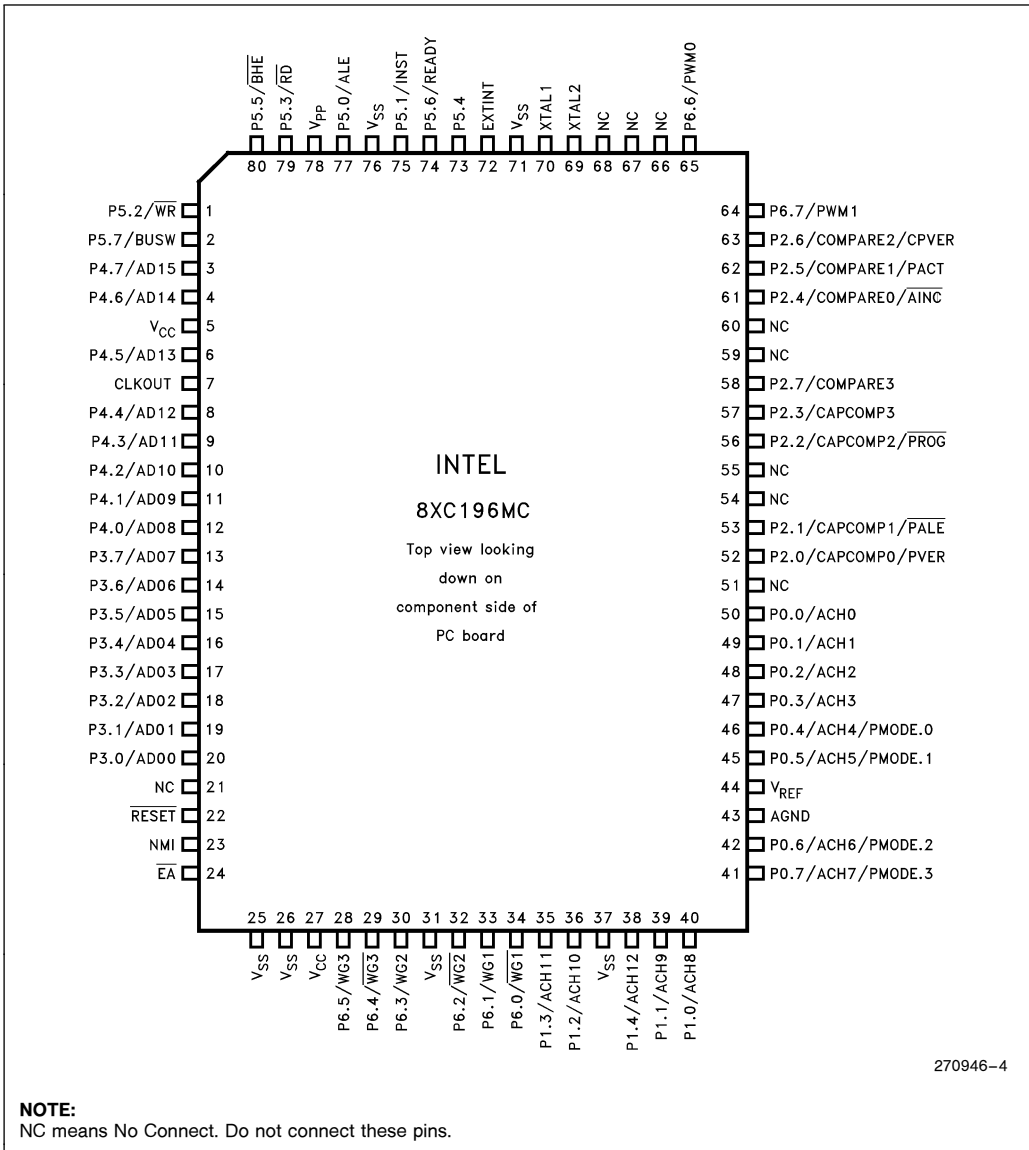 P5.5/BHE
P5.3/RD
VPP
P5.0/ALE
VSS
P5.1/INST
P5.6/READY
P5.4
EXTINT
VSS
XTAL1
XTAL2
NC
NC
NC
P6.6/PWM0
80 79 78 77 76 75 74 73 72 71 70 69 68 67 66 65
P5.2/WR 1
P5.7/BUSW 2
P4.7/AD15 3
P4.6/AD14 4
VCC 5
P4.5/AD13 6
CLKOUT 7
P4.4/AD12 8
P4.3/AD11 9
P4.2/AD10 10
P4.1/AD09 11
P4.0/AD08 12
P3.7/AD07 13
P3.6/AD06 14
P3.5/AD05 15
P3.4/AD04 16
P3.3/AD03 17
P3.2/AD02 18
P3.1/AD01 19
P3.0/AD00 20
NC 21
RESET 22
NMI 23
EA 24
INTEL
8XC196MC
Top view looking
down on
component side of
PC board
64 P6.7/PWM1
63 P2.6/COMPARE2/CPVER
62 P2.5/COMPARE1/PACT
61 P2.4/COMPARE0/AINC
60 NC
59 NC
58 P2.7/COMPARE3
57 P2.3/CAPCOMP3
56 P2.2/CAPCOMP2/PROG
55 NC
54 NC
53 P2.1/CAPCOMP1/PALE
52 P2.0/CAPCOMP0/PVER
51 NC
50 P0.0/ACH0
49 P0.1/ACH1
48 P0.2/ACH2
47 P0.3/ACH3
46 P0.4/ACH4/PMODE.0
45 P0.5/ACH5/PMODE.1
44 VREF
43 AGND
42 P0.6/ACH6/PMODE.2
41 P0.7/ACH7/PMODE.3
25 26 27 28 29 30 31 32 33 34 35 36 37 38 39 40
VSS
VSS
VCC
P6.5/WG3
P6.4/WG3
P6.3/WG2
VSS
P6.2/WG2
P6.1/WG1
P6.0/WG1
P1.3/ACH11
P1.2/ACH10
VSS
P1.4/ACH12
P1.1/ACH9
P1.0/ACH8
270946–4
NOTE:
NC means No Connect. Do not connect these pins.